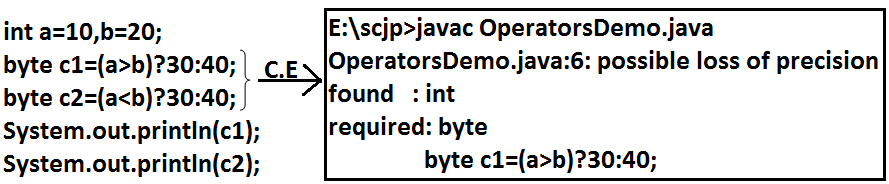 int a=10,b=20;
byte c1=(a>b)?30:40;
byte c2=(a<b)?30:40;
System.out.println(c1);
System.out.println(c2);
C.E
E:\scjp>javac OperatorsDemo.java
OperatorsDemo.java:6: possible loss of precision
found : int
required: byte
byte c1=(a>b)?30:40;